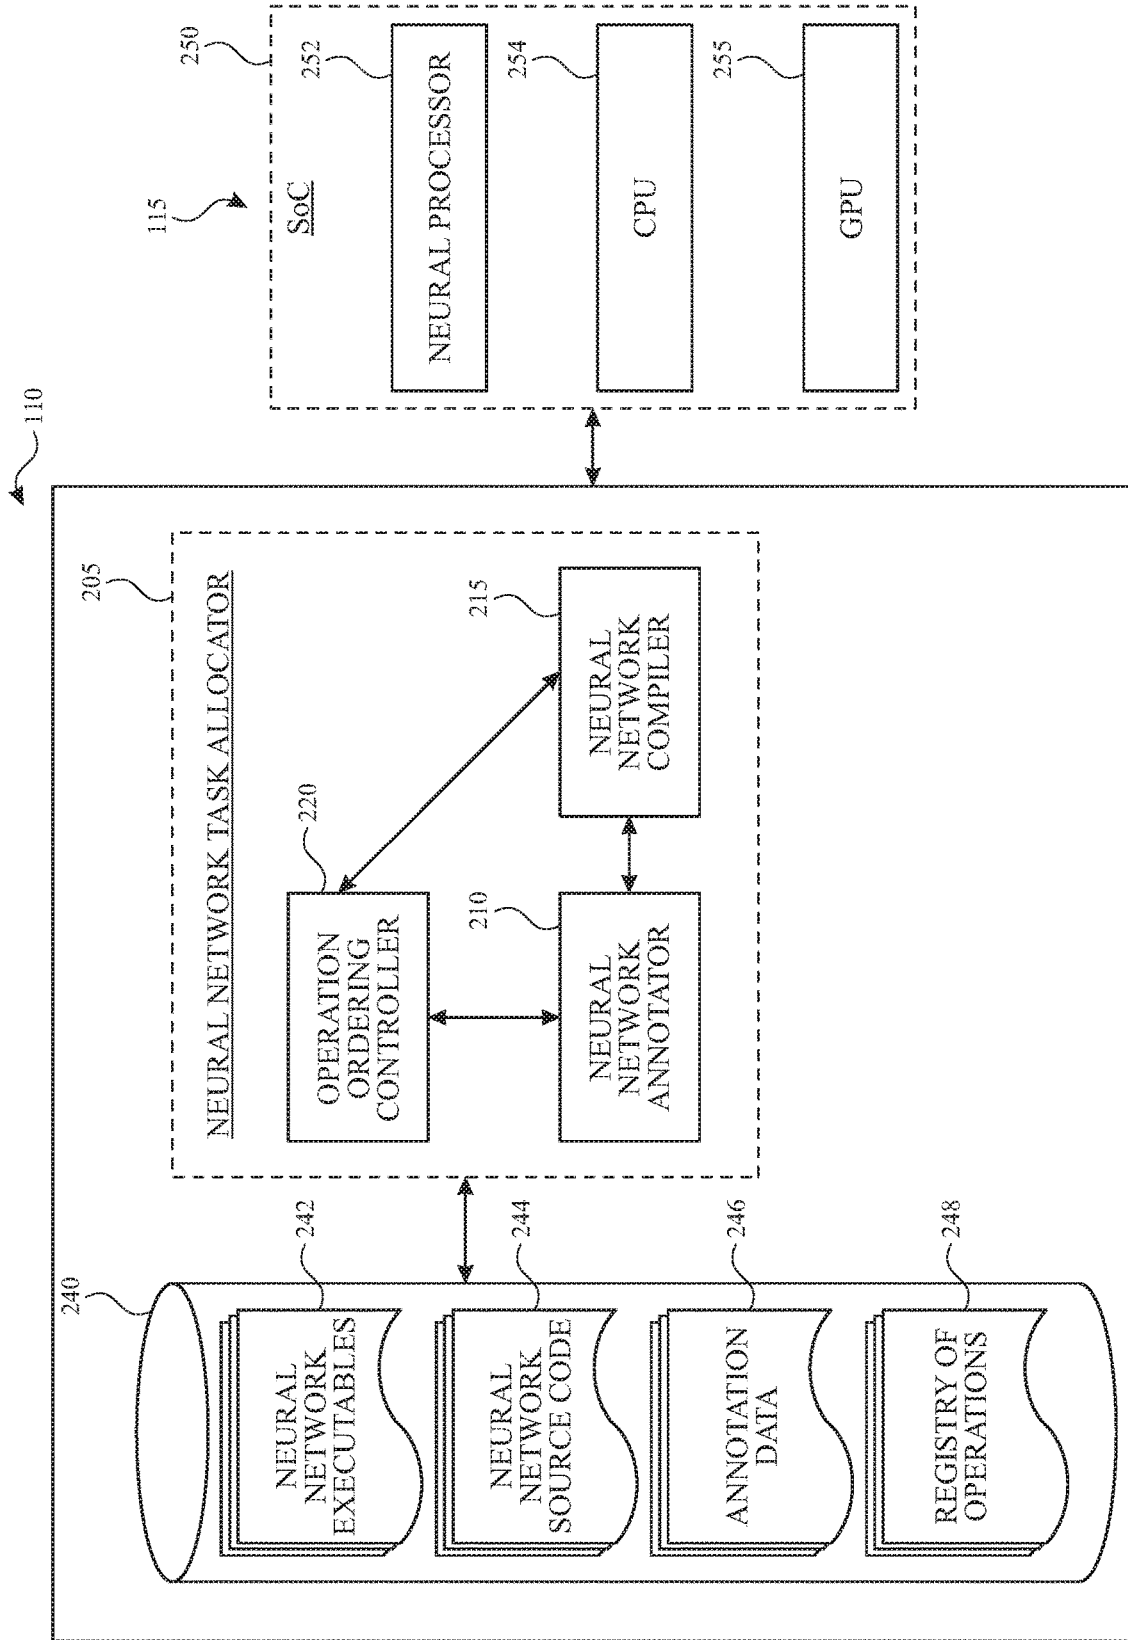 110
115
240
242
NEURAL
NETWORK
EXECUTABLES
244
NEURAL
NETWORK
SOURCE CODE
246
ANNOTATION
DATA
248
REGISTRY OF
OPERATIONS
205
NEURAL NETWORK TASK ALLOCATOR
220
OPERATION
ORDERING
CONTROLLER
210
NEURAL
NETWORK
ANNOTATOR
215
NEURAL
NETWORK
COMPILER
250
SoC
252
NEURAL PROCESSOR
254
CPU
255
GPU